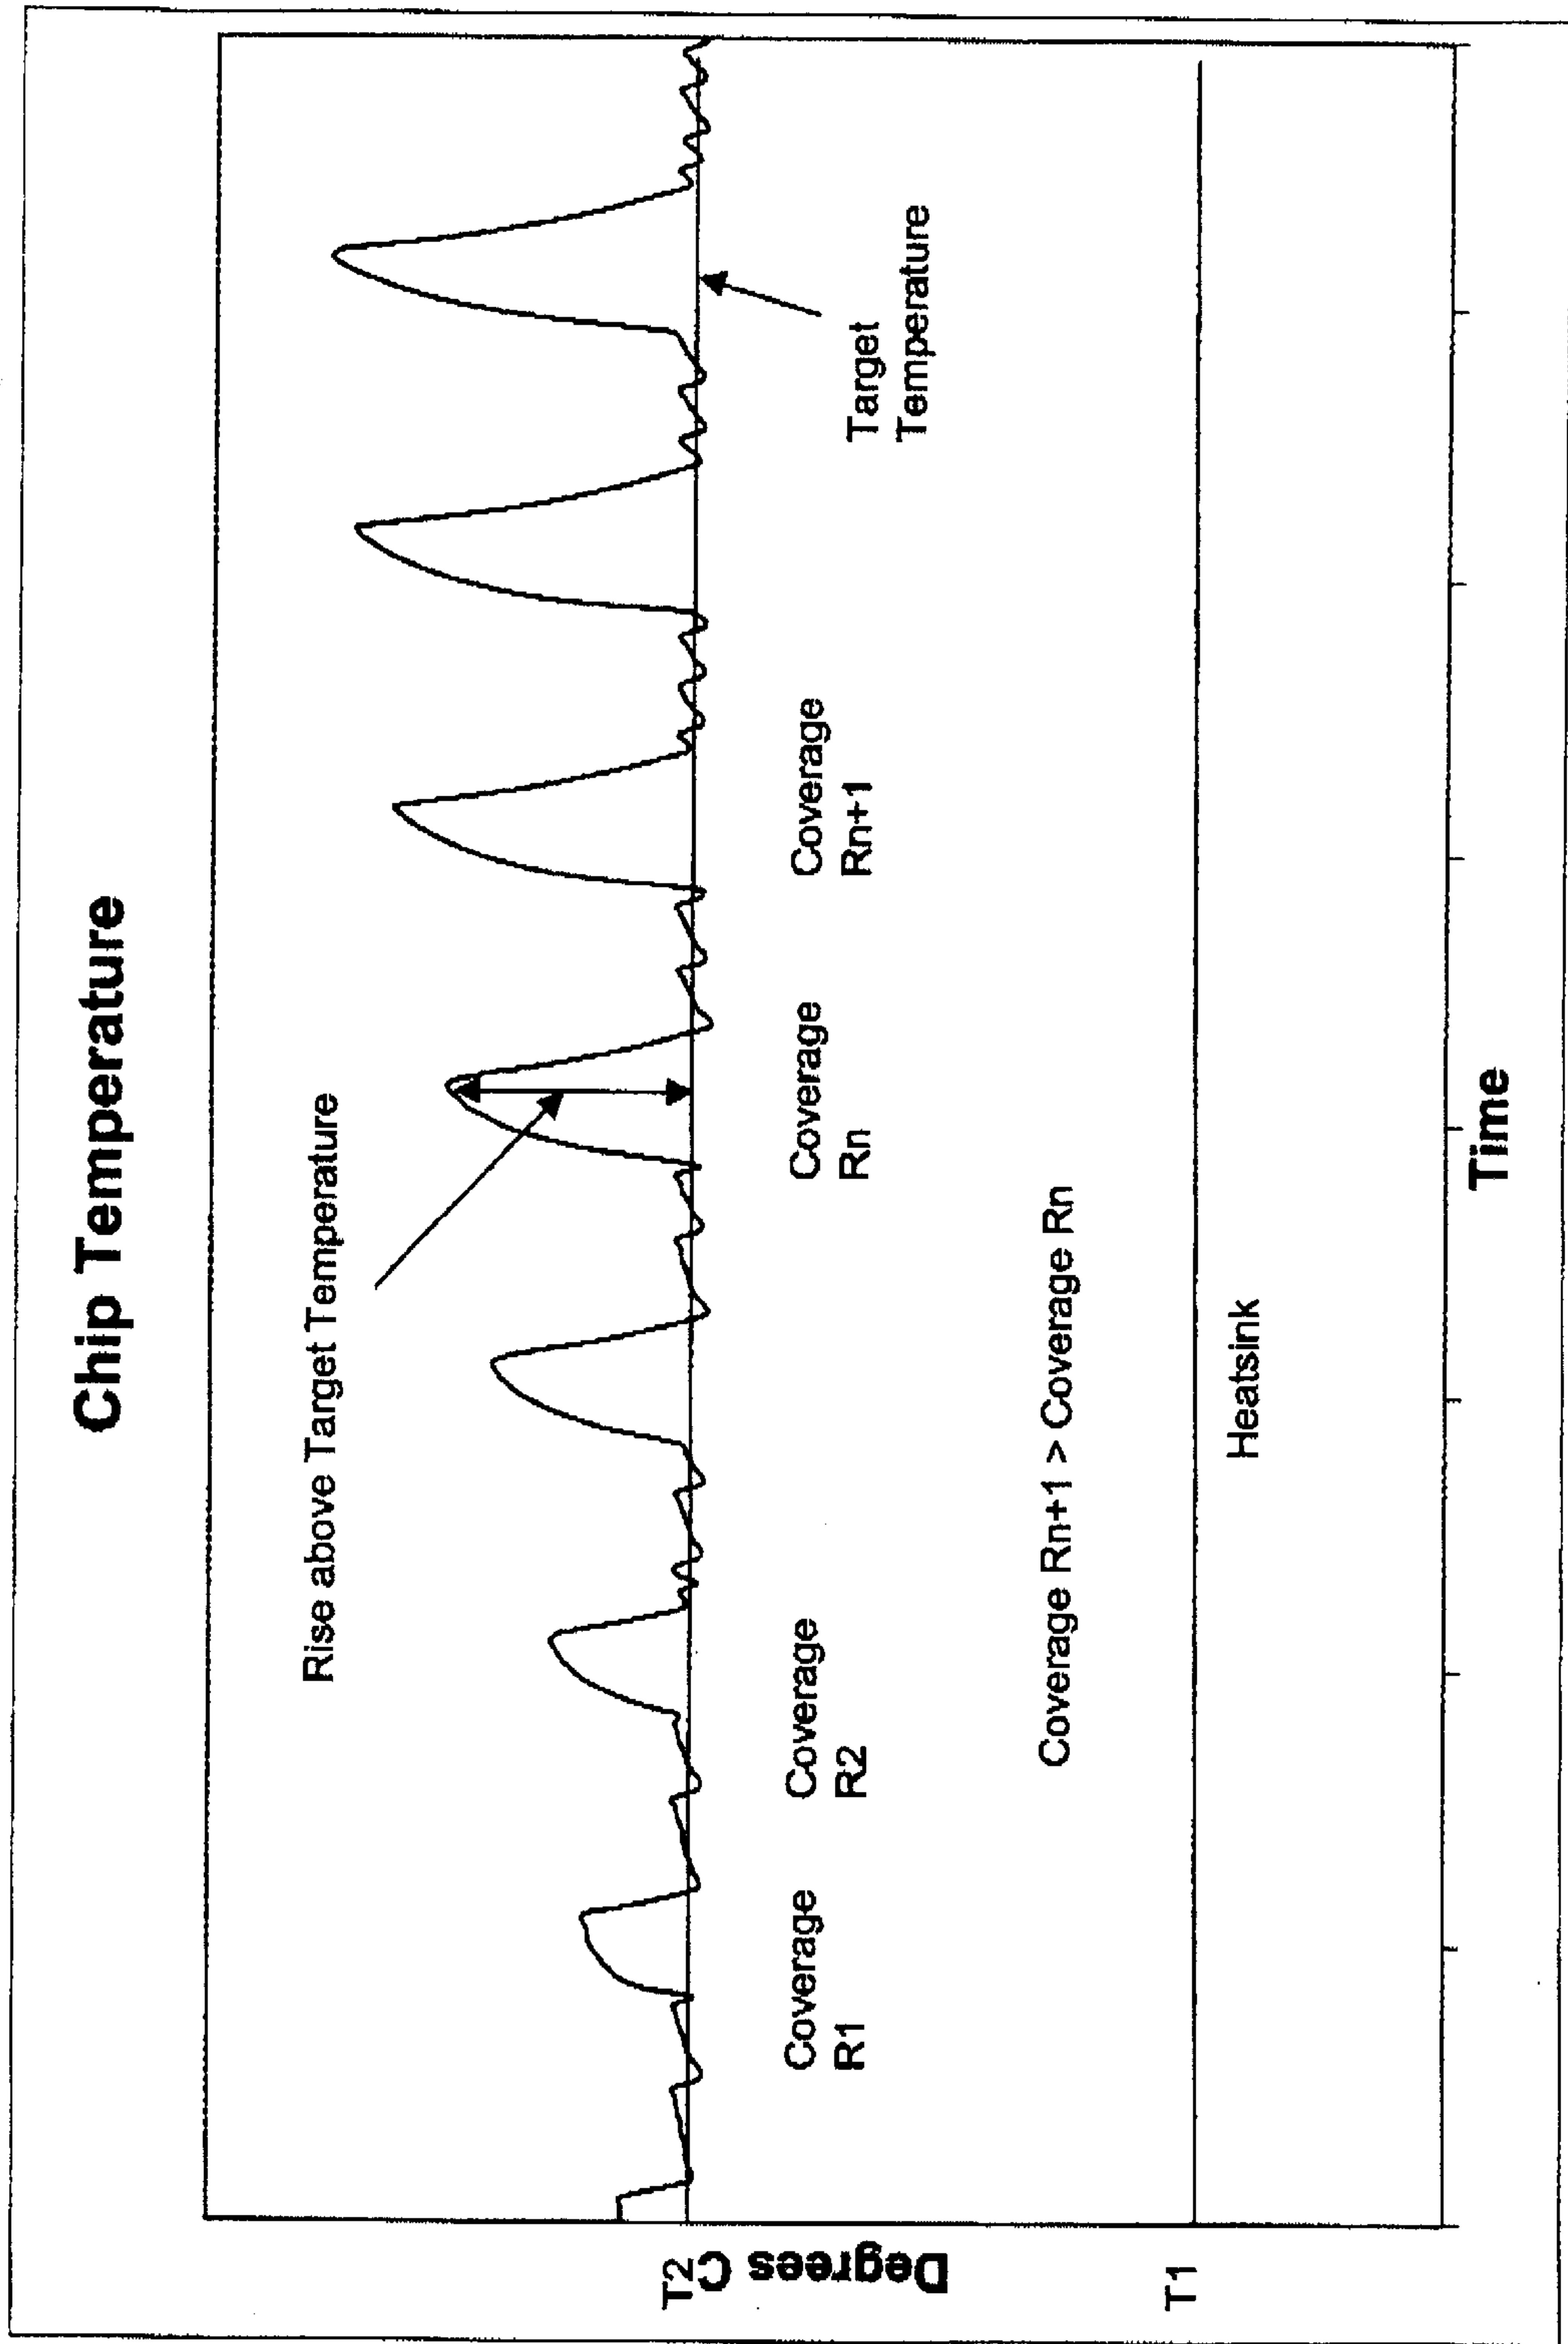 Chip Temperature
Rise above Target Temperature
Degrees C
T2
T1
Coverage
R1
Coverage
R2
Coverage
Rn
Coverage
Rn+1
Target
Temperature
Coverage Rn+1 > Coverage Rn
Heatsink
Time